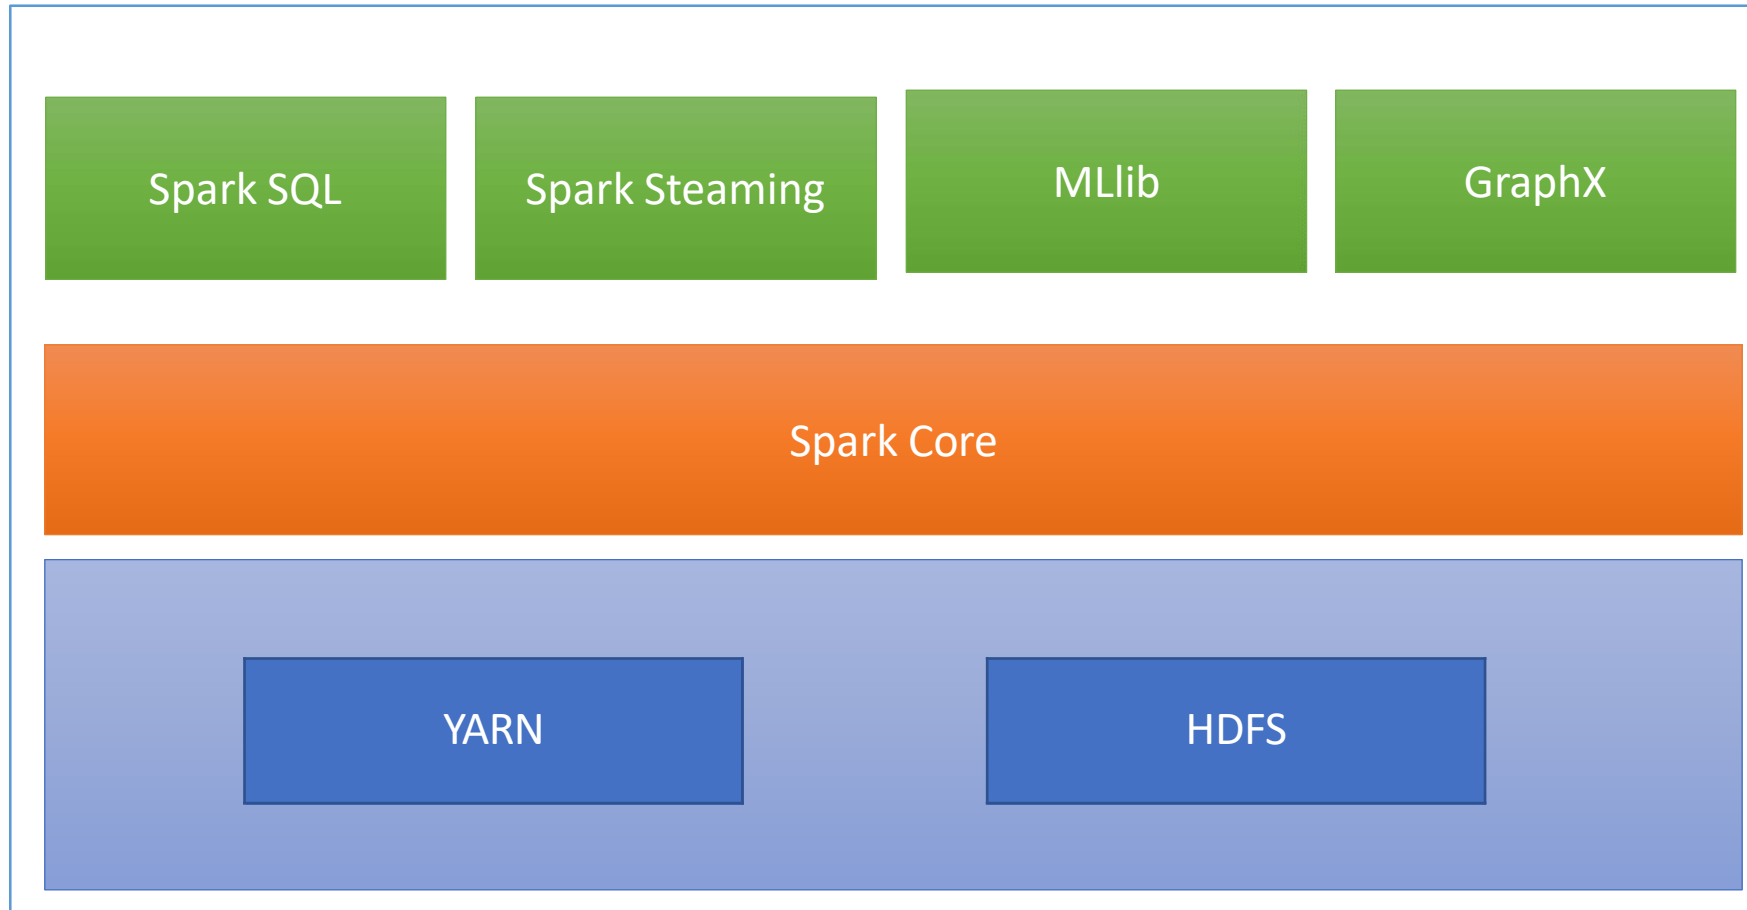 Spark SQL
Spark Steaming
MLlib
GraphX
Spark Core
YARN
HDFS